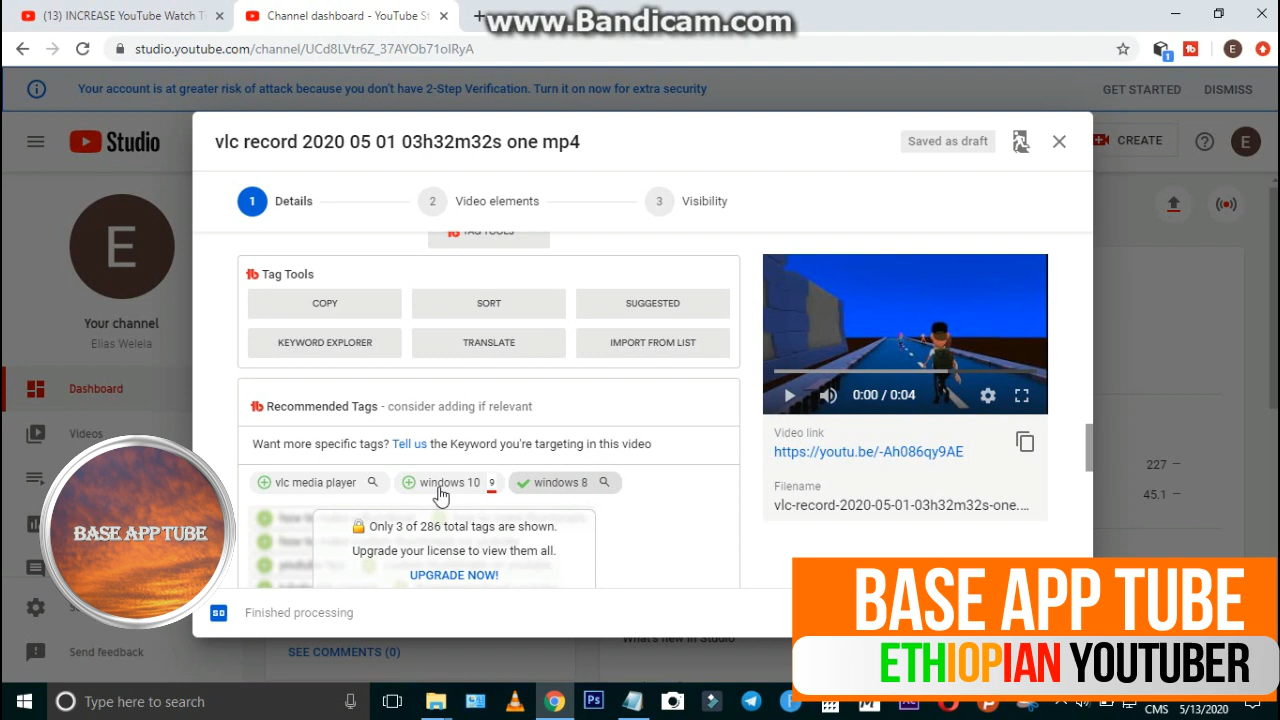 www.Bandicam.com
(13) INCREASE YouTube Watch T
Channel dashboard - YouTube St
studio.youtube.com/channel/UCd8LVtr6Z_37AYOb71oIRyA
Your account is at greater risk of attack because you don't have 2-Step Verification. Turn it on now for extra security
GET STARTED
DISMISS
Studio
CREATE
vlc record 2020 05 01 03h32m32s one mp4
Saved as draft
1 Details
2 Video elements
3 Visibility
TAG TOOLS
Tag Tools
COPY
SORT
SUGGESTED
KEYWORD EXPLORER
TRANSLATE
IMPORT FROM LIST
Recommended Tags - consider adding if relevant
Want more specific tags? Tell us the Keyword you're targeting in this video
vlc media player
windows 10 9
windows 8
Only 3 of 286 total tags are shown.
Upgrade your license to view them all.
UPGRADE NOW!
0:00 / 0:04
Video link
https://youtu.be/-Ah086qy9AE
Filename
vlc-record-2020-05-01-03h32m32s-one....
E
Your channel
Elias Welela
Dashboard
Videos
227
45.1
BASE APP TUBE
SD
Finished processing
Send feedback
SEE COMMENTS (0)
What's new in Studio
BASE APP TUBE
ETHIOPIAN YOUTUBER
Type here to search
CMS
5/13/2020